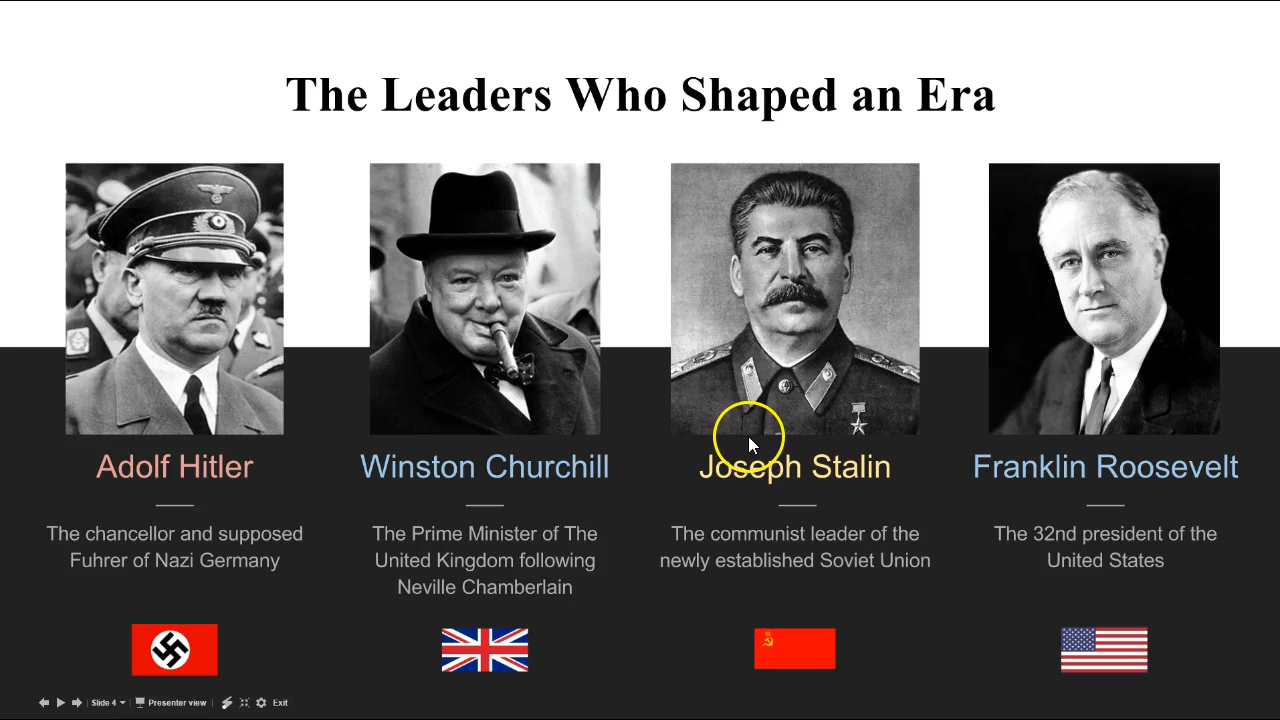 The Leaders Who Shaped an Era
Adolf Hitler
The chancellor and supposed
Fuhrer of Nazi Germany
Winston Churchill
The Prime Minister of The
United Kingdom following
Neville Chamberlain
Joseph Stalin
The communist leader of the
newly established Soviet Union
Franklin Roosevelt
The 32nd president of the
United States
Slide 4 Presenter view Exit